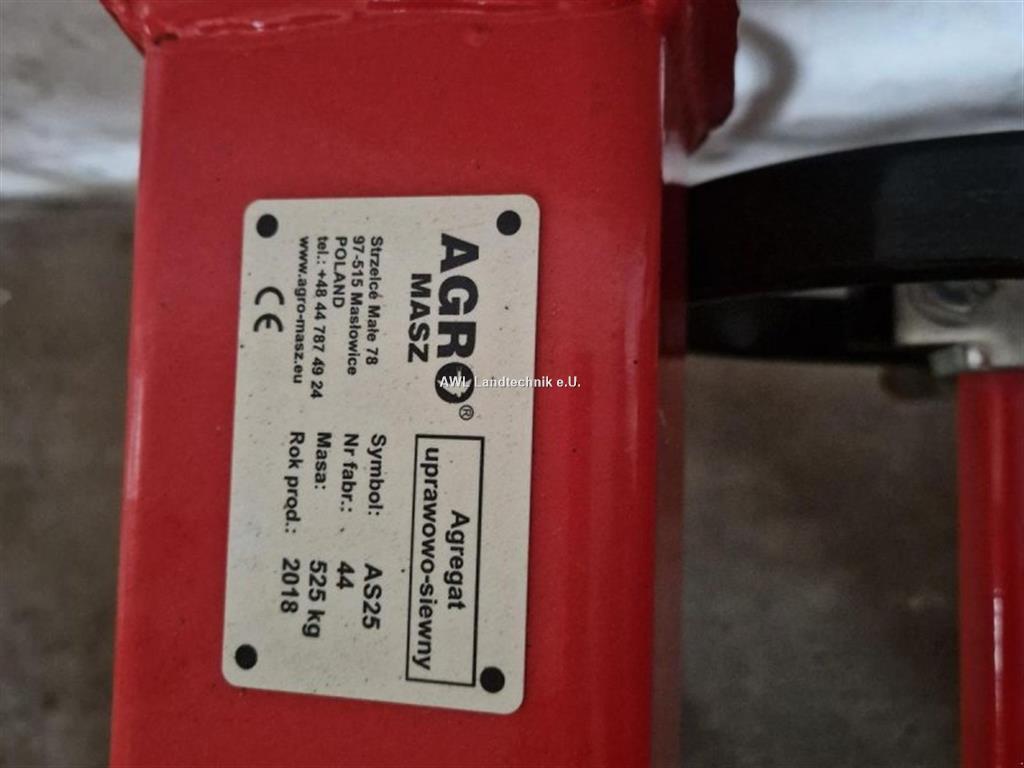 AGRO®
MASZ
Strzelce Małe 78
97-515 Masłowice
POLAND
tel.: +48 44 787 49 24
www.agro-masz.eu
CE
Agregat
uprawowo-siewny
Symbol: AS25
Nr fabr.: 44
Masa: 525 kg
Rok prod.: 2018
AWL Landtechnik e.U.